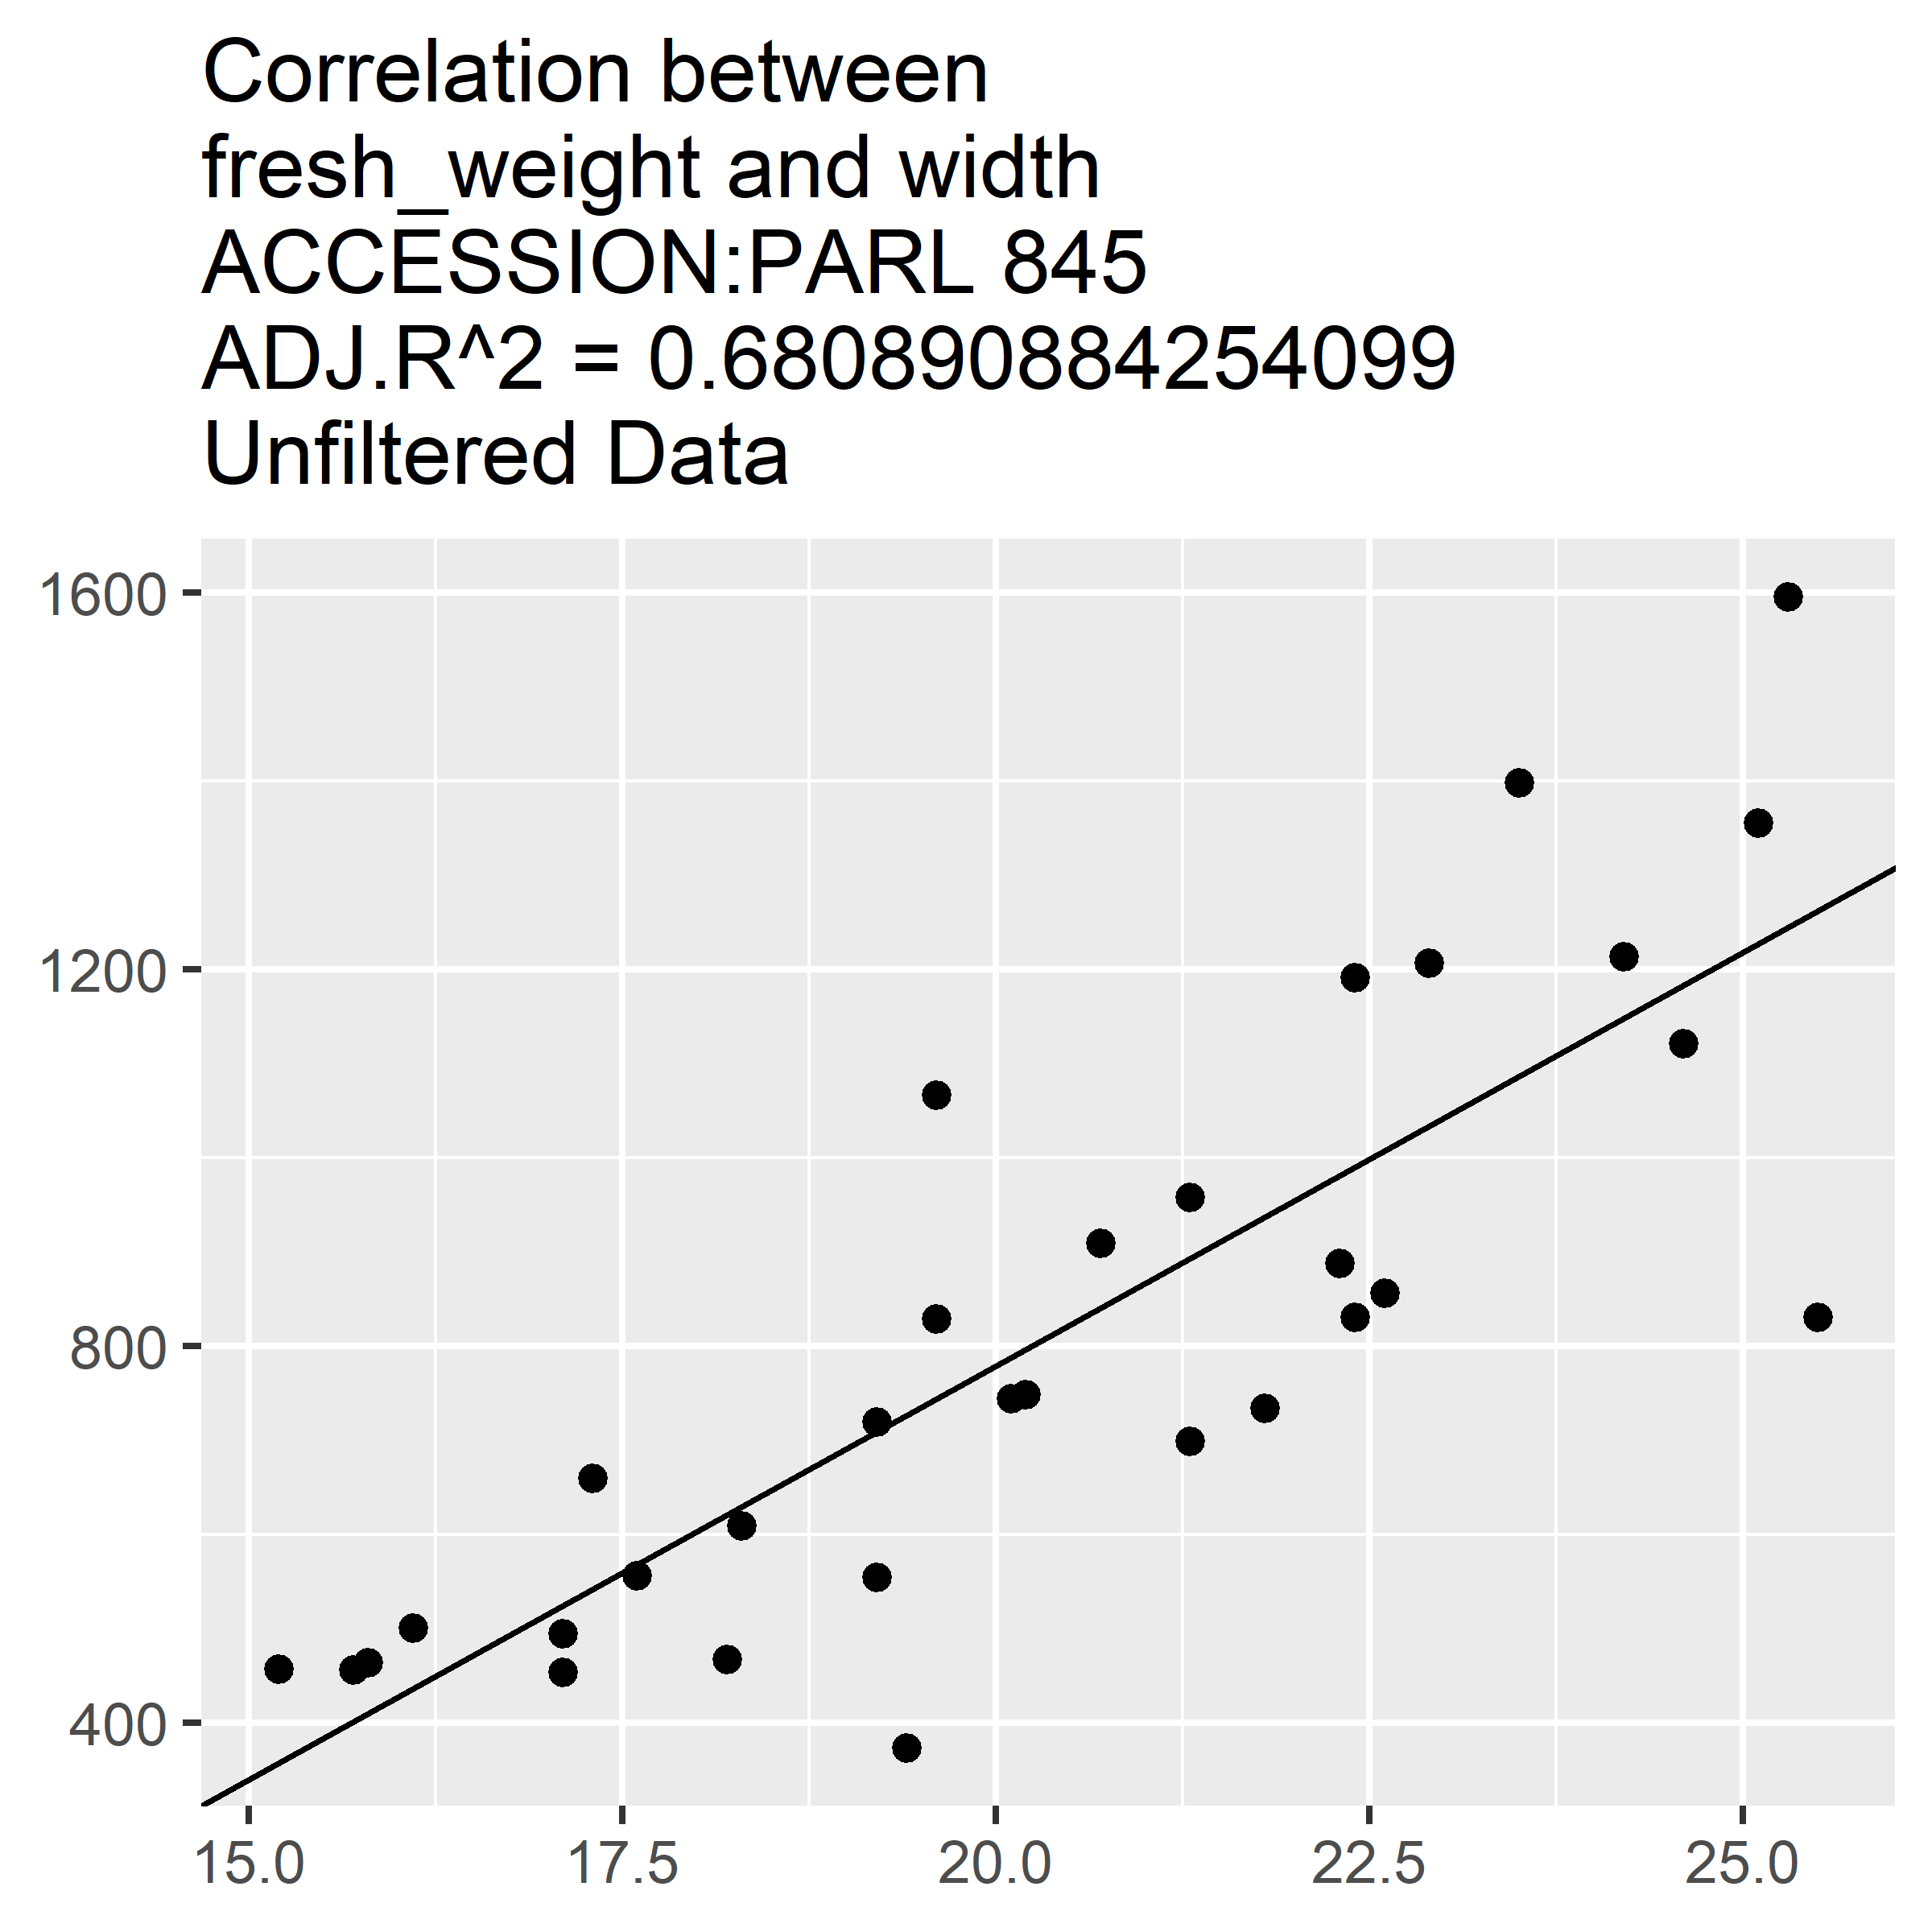 Correlation between
fresh_weight and width
ACCESSION:PARL 845
ADJ.R^2 = 0.680890884254099
Unfiltered Data
1600
1200
800
400
15.0 17.5 20.0 22.5 25.0